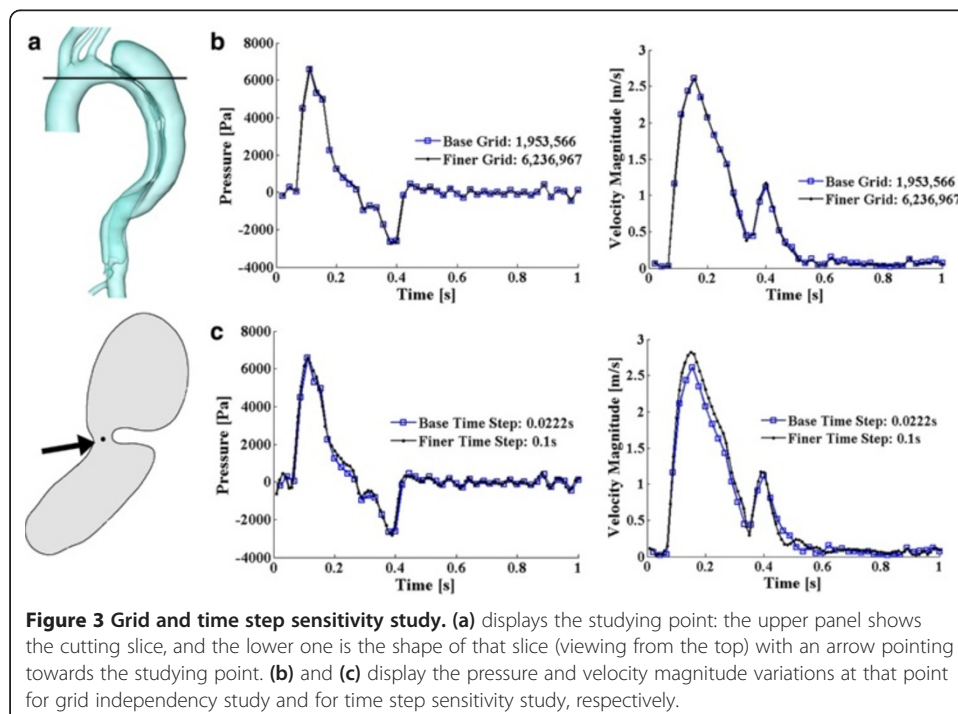 a
b
8000
6000
4000
2000
0
-2000
-4000
Pressure [Pa]
Base Grid: 1,953,566
Finer Grid: 6,236,967
0 0.2 0.4 0.6 0.8 1
Time [s]
3
2.5
2
1.5
1
0.5
0
Velocity Magnitude [m/s]
Base Grid: 1,953,566
Finer Grid: 6,236,967
0 0.2 0.4 0.6 0.8 1
Time [s]
c
8000
6000
4000
2000
0
-2000
-4000
Pressure [Pa]
Base Time Step: 0.0222s
Finer Time Step: 0.1s
0 0.2 0.4 0.6 0.8 1
Time [s]
3
2.5
2
1.5
1
0.5
0
Velocity Magnitude [m/s]
Base Time Step: 0.0222s
Finer Time Step: 0.1s
0 0.2 0.4 0.6 0.8 1
Time [s]
Figure 3 Grid and time step sensitivity study. (a) displays the studying point: the upper panel shows
the cutting slice, and the lower one is the shape of that slice (viewing from the top) with an arrow pointing
towards the studying point. (b) and (c) display the pressure and velocity magnitude variations at that point
for grid independency study and for time step sensitivity study, respectively.